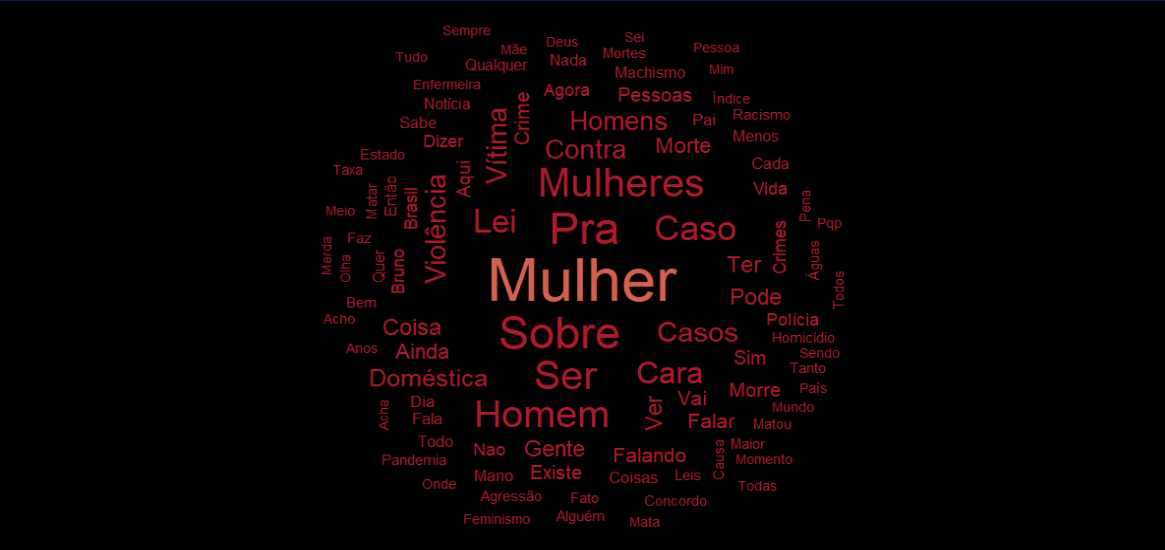 Sempre
Deus
Sei
Mãe
Mortes
Pessoa
Tudo
Qualquer
Nada
Machismo
Mim
Enfermeira
Agora
Pessoas
Índice
Notícia
Crime
Sabe
Vítima
Homens
Pai
Racismo
Dizer
Contra
Morte
Menos
Estado
Taxa
Aqui
Mulheres
Cada
Vida
Matar
Então
Brasil
Violência
Meio
Lei
Pra
Caso
Pena
Pqp
Merda
Faz
Olha
Quer
Bruno
Mulher
Ter
Crimes
Águas
Todos
Pode
Bem
Acho
Coisa
Sobre
Casos
Polícia
Homicídio
Anos
Ainda
Sim
Sendo
Tanto
Doméstica
Ser
Cara
Morre
País
Acha
Dia
Fala
Homem
Ver
Vai
Falar
Mundo
Matou
Todo
Nao
Gente
Falando
Causa
Maior
Momento
Pandemia
Mano
Existe
Coisas
Leis
Todas
Onde
Agressão
Fato
Concordo
Feminismo
Alguém
Mata